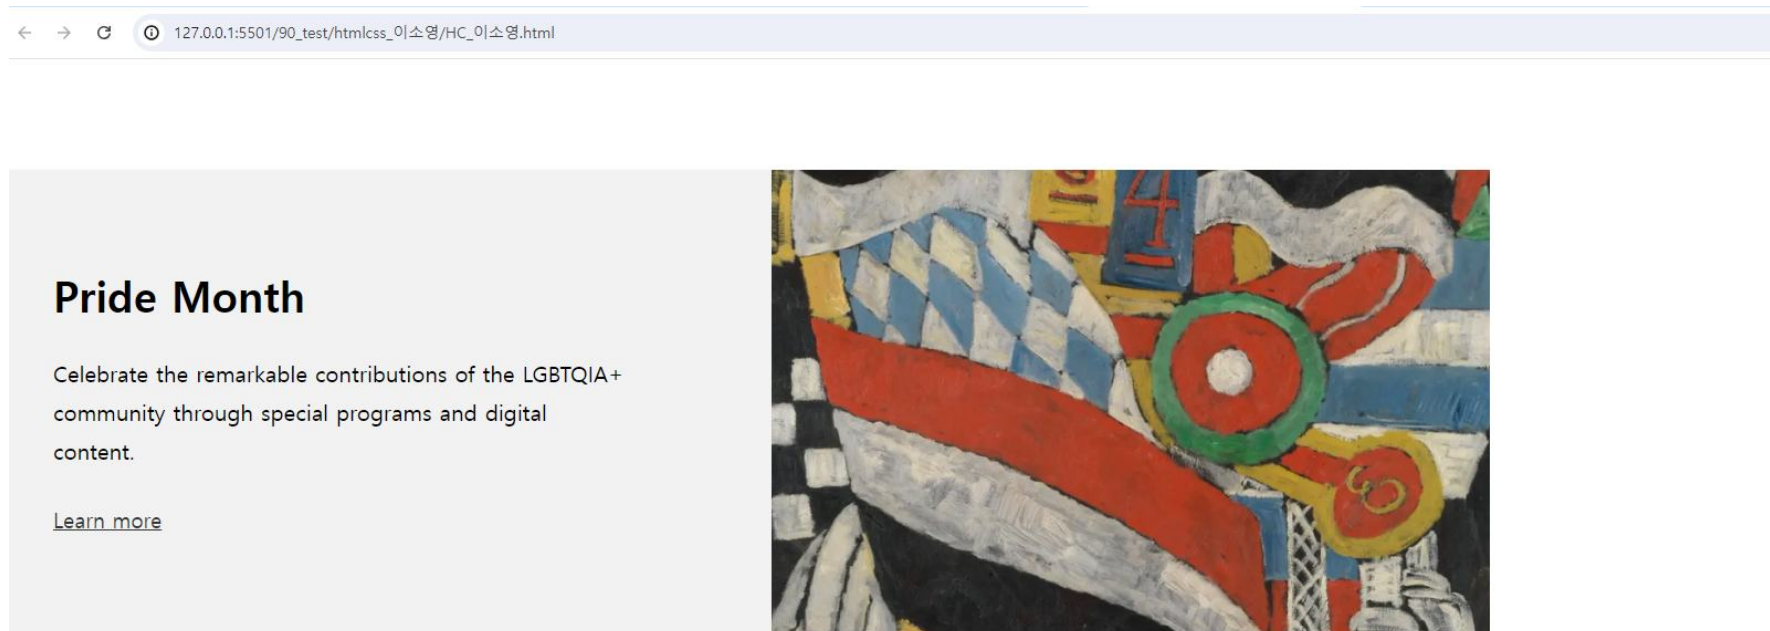 127.0.0.1:5501/90_test/htmlcss_이소영/HC_이소영.html
4
Pride Month
Celebrate the remarkable contributions of the LGBTQIA+
community through special programs and digital
content.
Learn more